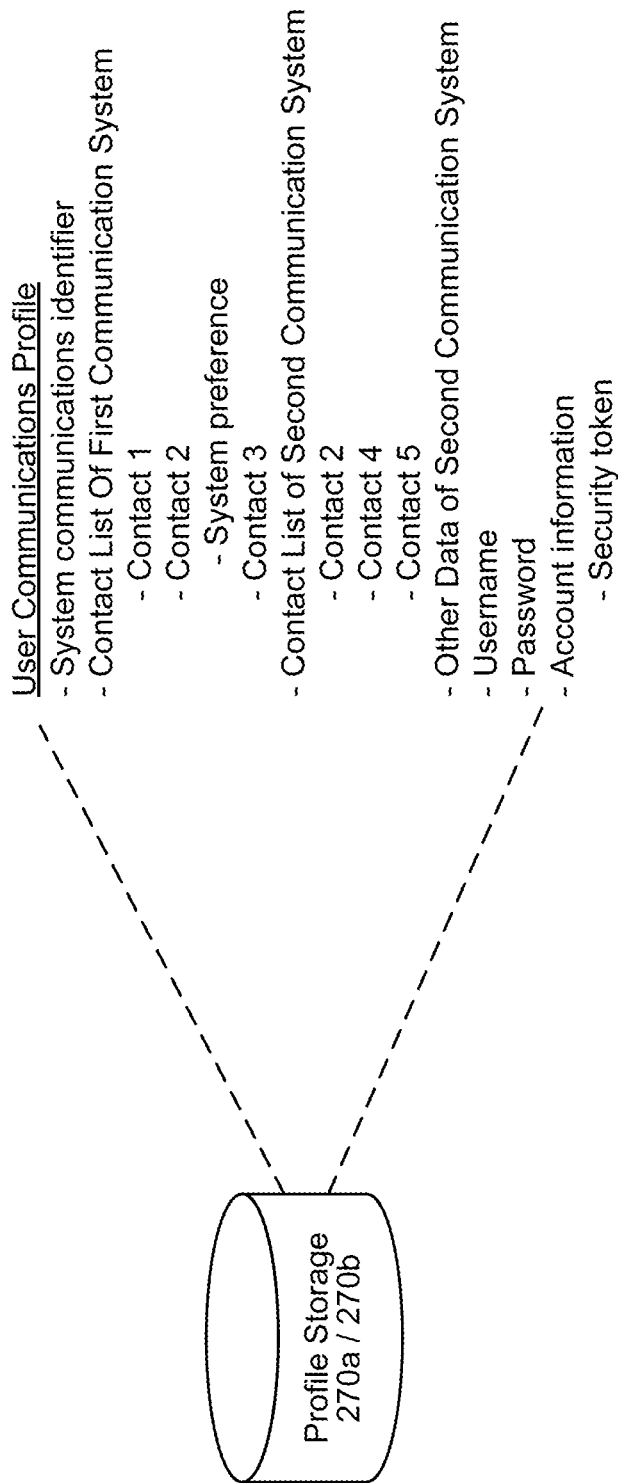 User Communications Profile
- System communications identifier
- Contact List Of First Communication System
- Contact 1
- Contact 2
- System preference
- Contact 3
- Contact List of Second Communication System
- Contact 2
- Contact 4
- Contact 5
- Other Data of Second Communication System
- Username
- Password
- Account information
- Security token
Profile Storage
270a / 270b